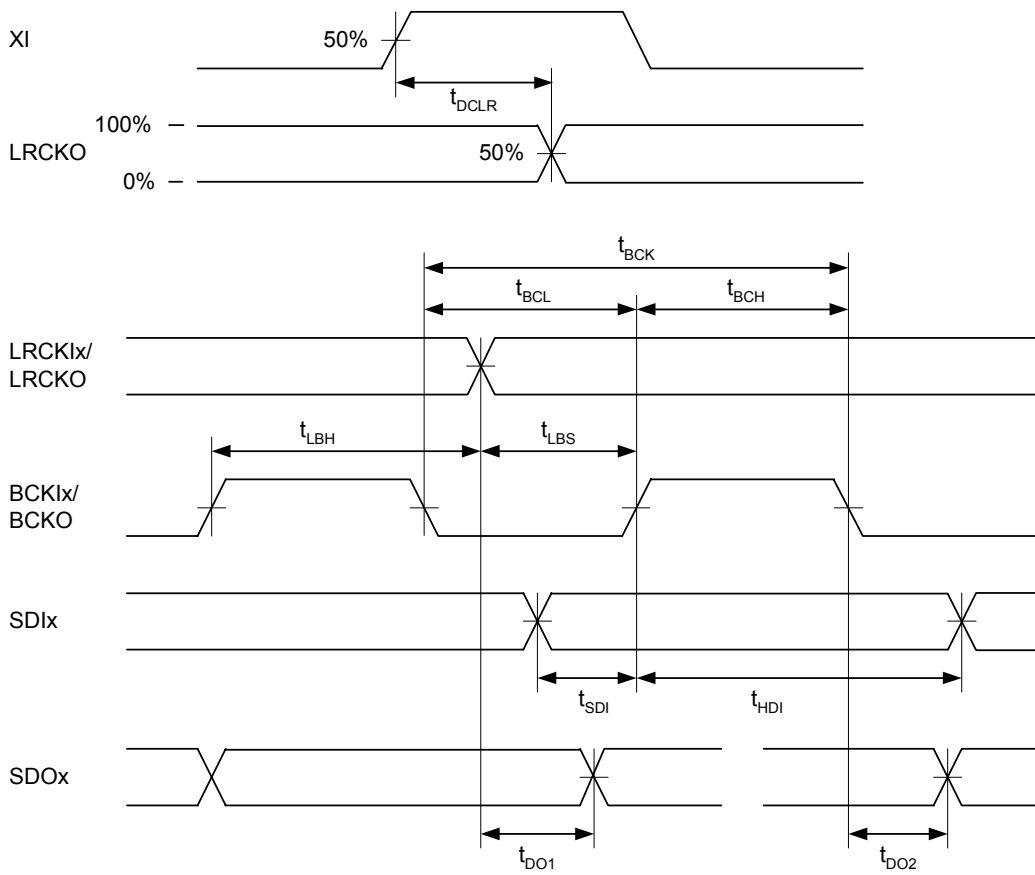 XI
50%
tDCLR
100%
LRCKO
50%
0%
tBCK
tBCL
tBCH
LRCKIx/
LRCKO
tLBH
tLBS
BCKIx/
BCKO
SDIx
tSDI
tHDI
SDOx
tDO1
tDO2